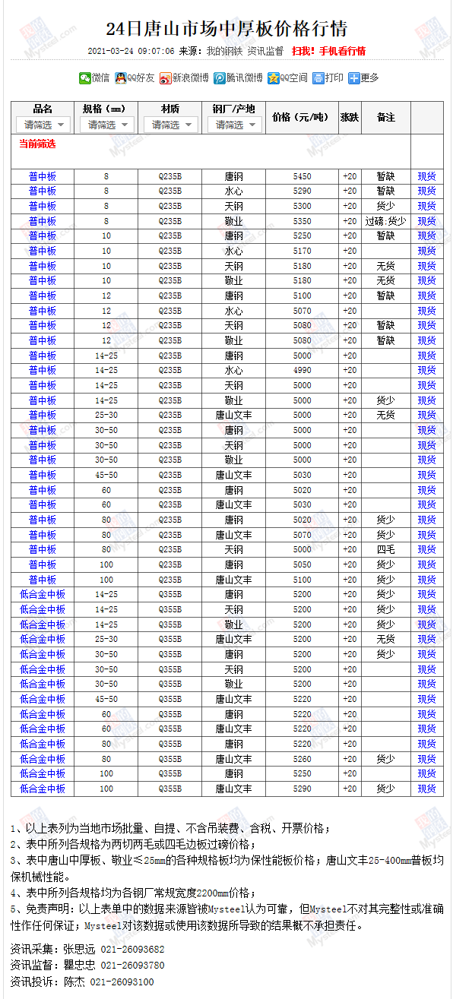 24日唐山市场中厚板价格行情
2021-03-24 09:07:06 来源：我的钢铁 资讯监督 扫我！手机看行情
微信 QQ好友 新浪微博 腾讯微博 QQ空间 打印 更多
品名 规格（mm） 材质 钢厂/产地 价格（元/吨） 涨跌 备注
请筛选 请筛选 请筛选 请筛选
当前筛选
普中板 8 Q235B 唐钢 5450 +20 暂缺 现货
普中板 8 Q235B 水心 5290 +20 暂缺 现货
普中板 8 Q235B 天钢 5300 +20 货少 现货
普中板 8 Q235B 敬业 5350 +20 过磅;货少 现货
普中板 10 Q235B 唐钢 5250 +20 暂缺 现货
普中板 10 Q235B 水心 5170 +20 现货
普中板 10 Q235B 天钢 5180 +20 无货 现货
普中板 10 Q235B 敬业 5180 +20 无货 现货
普中板 12 Q235B 唐钢 5100 +20 暂缺 现货
普中板 12 Q235B 水心 5070 +20 现货
普中板 12 Q235B 天钢 5080 +20 暂缺 现货
普中板 12 Q235B 敬业 5080 +20 暂缺 现货
普中板 14-25 Q235B 唐钢 5000 +20 现货
普中板 14-25 Q235B 水心 4990 +20 现货
普中板 14-25 Q235B 天钢 5000 +20 现货
普中板 14-25 Q235B 敬业 5000 +20 货少 现货
普中板 25-30 Q235B 唐山文丰 5000 +20 无货 现货
普中板 30-50 Q235B 唐钢 5000 +20 现货
普中板 30-50 Q235B 天钢 5000 +20 现货
普中板 30-50 Q235B 敬业 5000 +20 现货
普中板 45-50 Q235B 唐山文丰 5030 +20 现货
普中板 60 Q235B 唐钢 5020 +20 现货
普中板 60 Q235B 唐山文丰 5030 +20 现货
普中板 80 Q235B 唐钢 5020 +20 货少 现货
普中板 80 Q235B 唐山文丰 5070 +20 货少 现货
普中板 80 Q235B 天钢 5000 +20 四毛 现货
普中板 100 Q235B 唐钢 5050 +20 货少 现货
普中板 100 Q235B 唐山文丰 5100 +20 货少 现货
低合金中板 14-25 Q355B 唐钢 5200 +20 货少 现货
低合金中板 14-25 Q355B 天钢 5200 +20 货少 现货
低合金中板 14-25 Q355B 敬业 5200 +20 货少 现货
低合金中板 25-30 Q355B 唐山文丰 5200 +20 无货 现货
低合金中板 30-50 Q355B 唐钢 5200 +20 货少 现货
低合金中板 30-50 Q355B 天钢 5200 +20 现货
低合金中板 30-50 Q355B 敬业 5200 +20 现货
低合金中板 45-50 Q355B 唐山文丰 5220 +20 现货
低合金中板 60 Q355B 唐钢 5220 +20 现货
低合金中板 60 Q355B 唐山文丰 5220 +20 现货
低合金中板 80 Q355B 唐钢 5220 +20 现货
低合金中板 80 Q355B 唐山文丰 5260 +20 货少 现货
低合金中板 100 Q355B 唐钢 5250 +20 现货
低合金中板 100 Q355B 唐山文丰 5290 +20 货少 现货
1、以上表列为当地市场批量、自提、不含吊装费、含税、开票价格；
2、表中所列各规格为两切两毛或四毛边板过磅价格；
3、表中唐山中厚板、敬业≤25mm的各种规格板均为保性能板价格；唐山文丰25-400mm普板均
保机械性能。
4、表中所列各规格均为各钢厂常规宽度2200mm价格；
5、免责声明：以上表单中的数据来源皆被Mysteel认为可靠，但Mysteel不对其完整性或准确
性作任何保证；Mysteel对该数据或使用该数据所导致的结果概不承担责任。
资讯采集：张思远 021-26093682
资讯监督：瞿忠忠 021-26093780
资讯投诉：陈杰 021-26093100